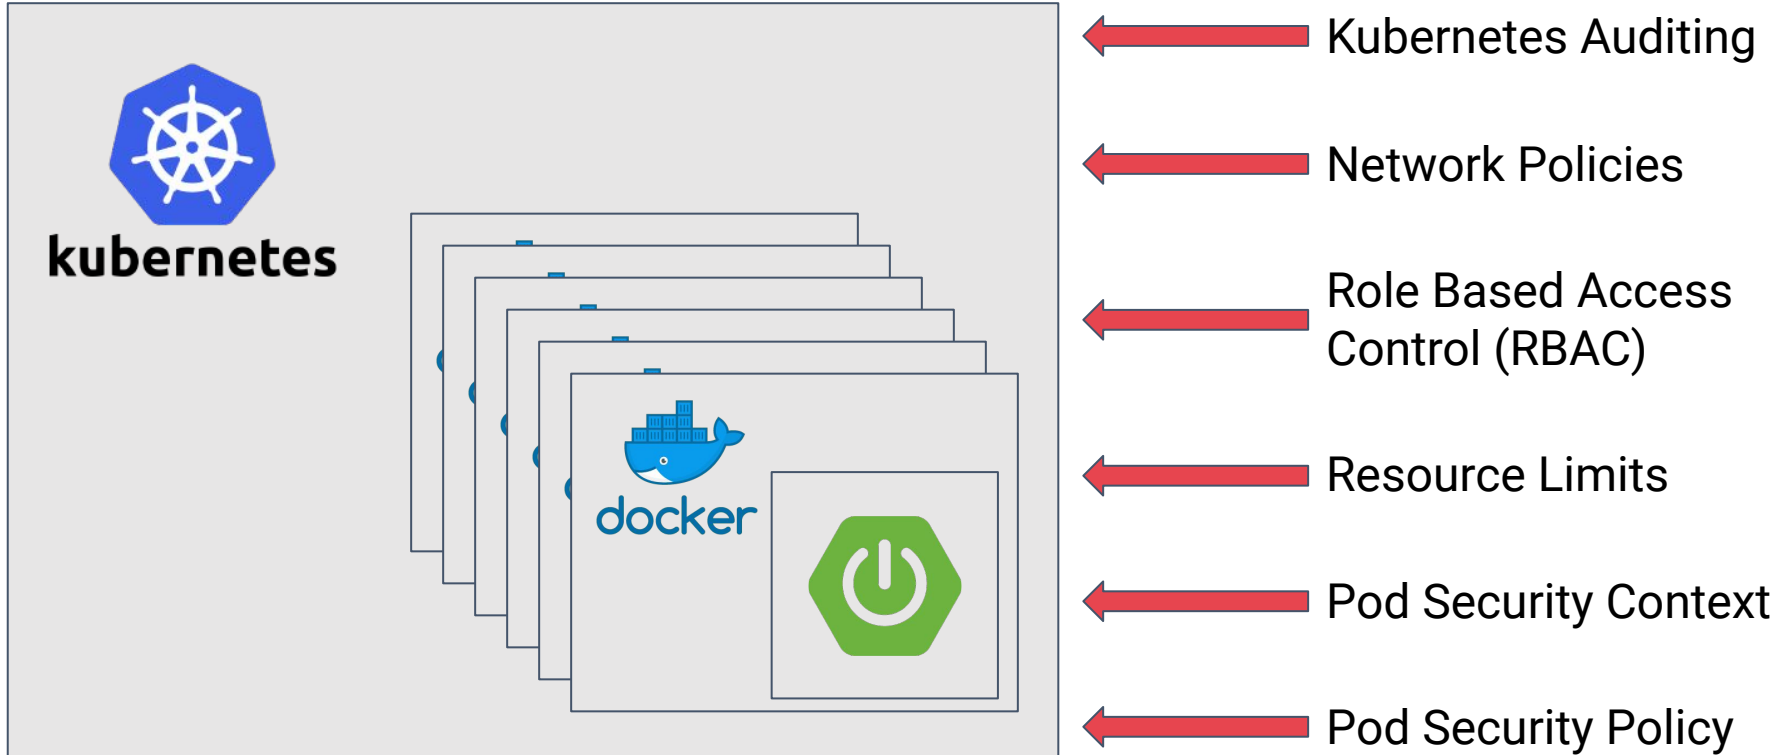 Kubernetes Auditing
kubernetes
Network Policies
Role Based Access
Control (RBAC)
docker
Resource Limits
Pod Security Context
Pod Security Policy